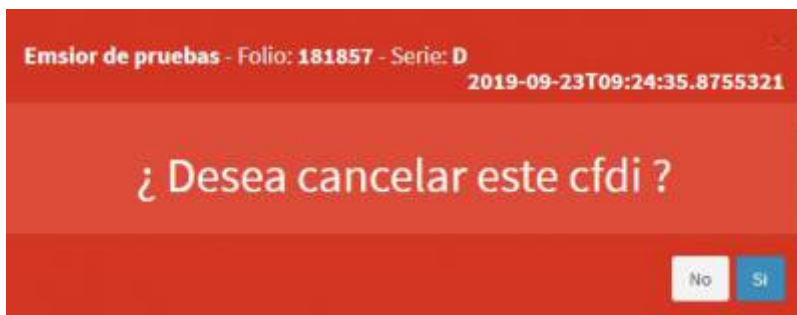 Emsior de pruebas - Folio: 181857 - Serie: D
2019-09-23T09:24:35.8755321
¿ Desea cancelar este cfdi ?
No Si